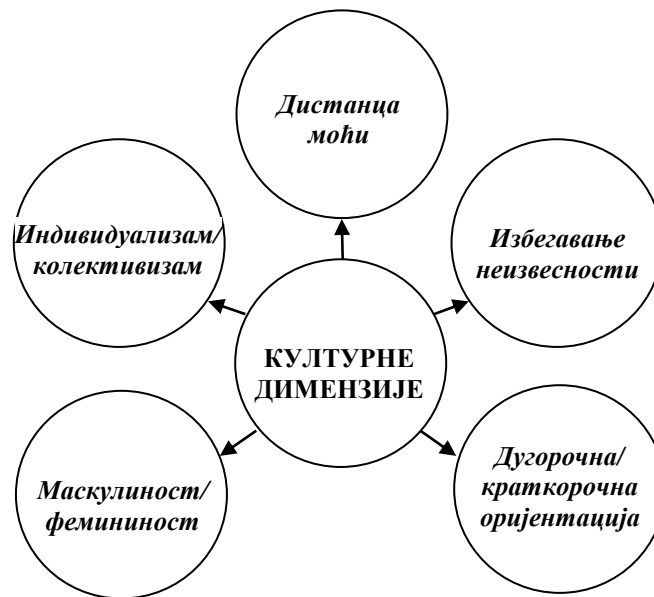 Дистанца
моћи
Индивидуализам/
колективизам
Избегавање
неизвесности
КУЛТУРНЕ
ДИМЕНЗИЈЕ
Маскулиност/
фемининост
Дугорочна/
краткорочна
оријентација